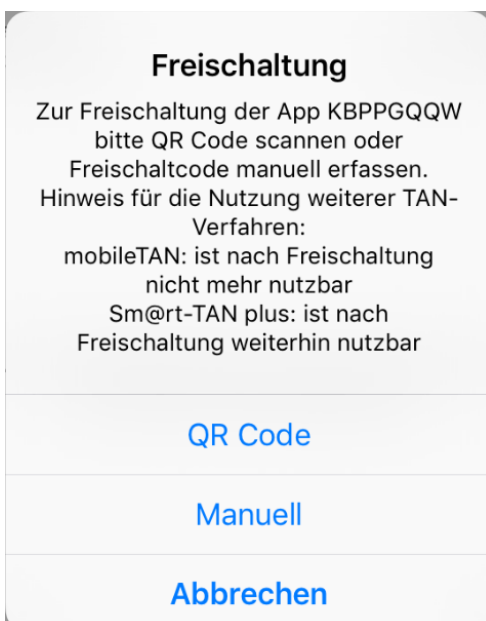 Freischaltung
Zur Freischaltung der App KBPPGQQW
bitte QR Code scannen oder
Freischaltcode manuell erfassen.
Hinweis für die Nutzung weiterer TAN-
Verfahren:
mobileTAN: ist nach Freischaltung
nicht mehr nutzbar
Sm@rt-TAN plus: ist nach
Freischaltung weiterhin nutzbar
QR Code
Manuell
Abbrechen